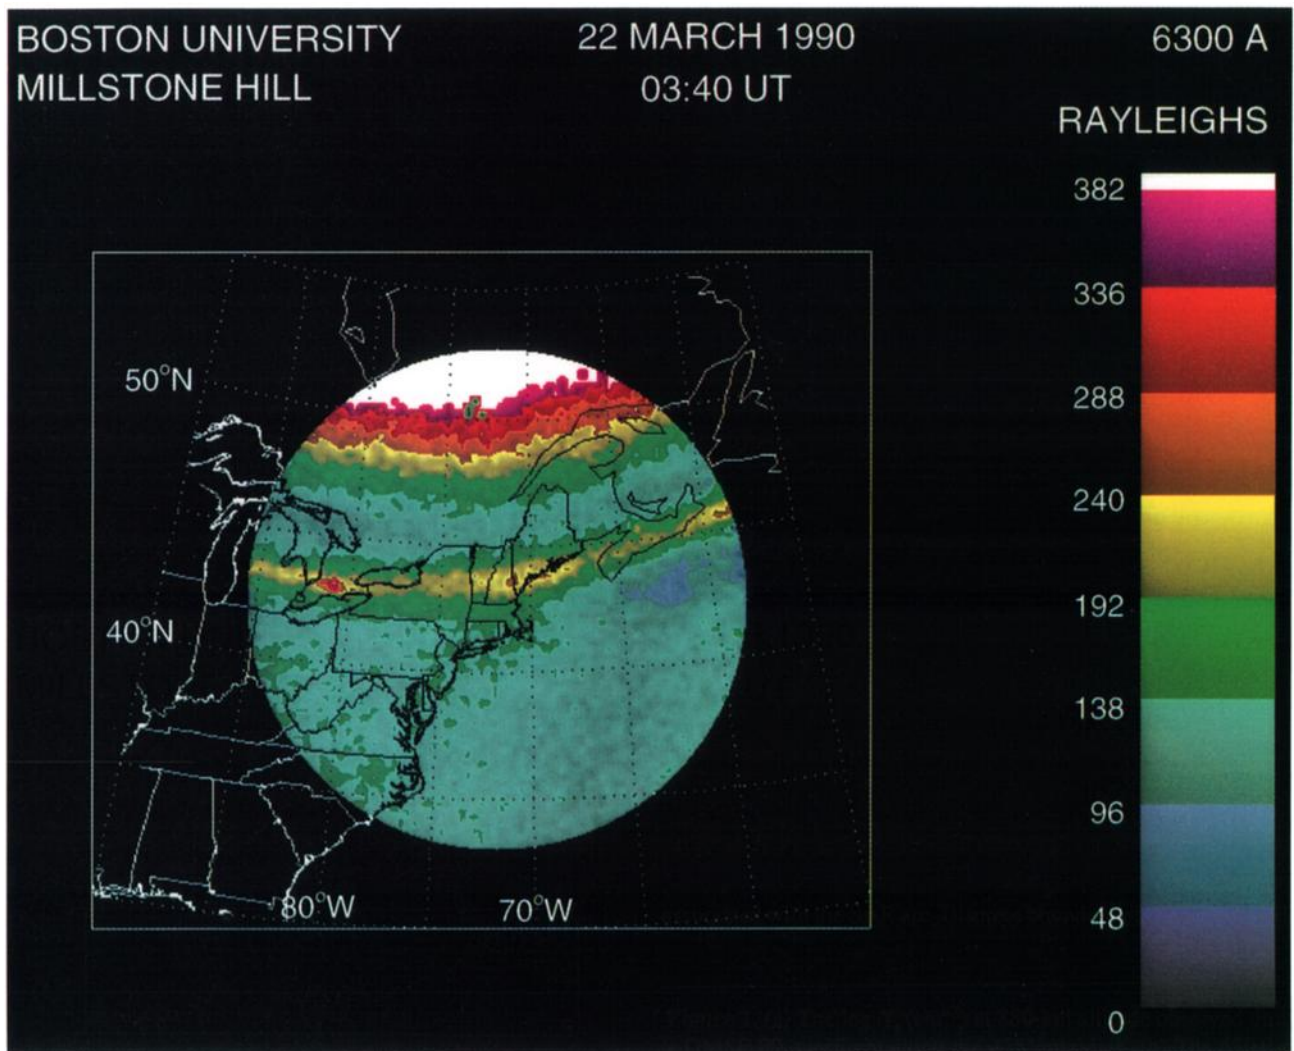 BOSTON UNIVERSITY
22 MARCH 1990
6300 A
MILLSTONE HILL
03:40 UT
RAYLEIGHS
382
336
288
240
192
138
96
48
0
50°N
40°N
80°W
70°W